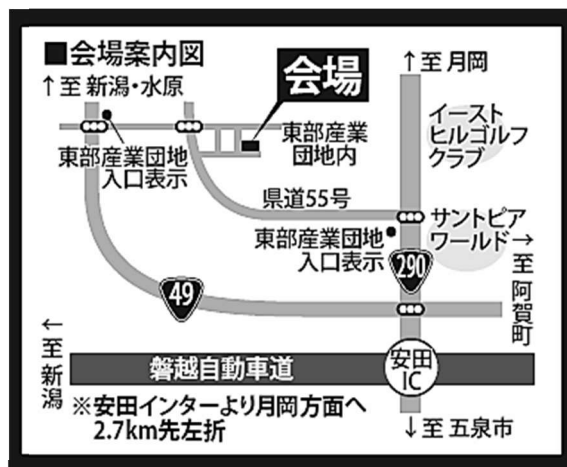 ■会場案内図
↑至 新潟・水原
会場
↑至 月岡
東部産業団地
入口表示
東部産業
団地内
イースト
ヒルゴルフ
クラブ
県道55号
東部産業団地
入口表示
サントピア
ワールド
290
→至 阿賀町
49
←至 新潟
磐越自動車道
安田
IC
※安田インターより月岡方面へ
2.7km先左折
↓至 五泉市